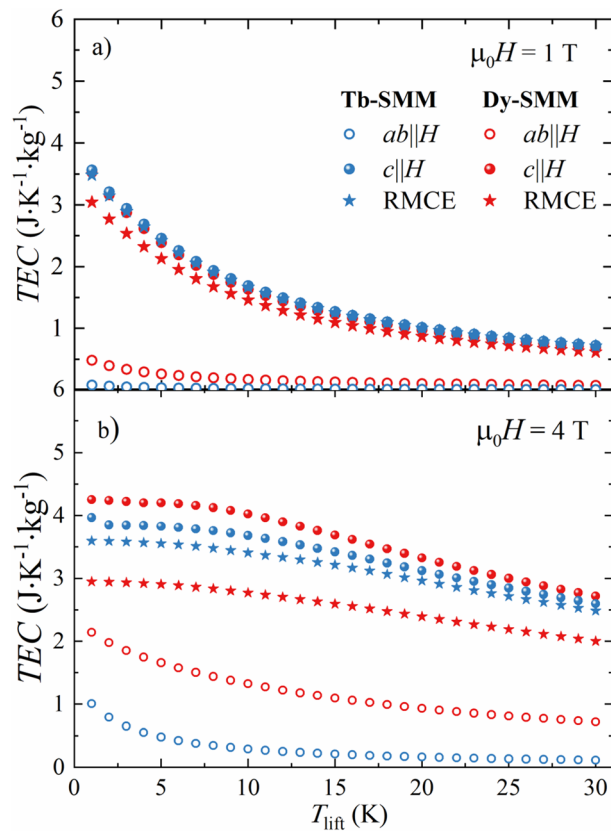 a)
μ₀H = 1 T
Tb-SMM Dy-SMM
ab||H ab||H
c||H c||H
RMCE RMCE
TEC (J·K⁻¹·kg⁻¹)
6
5
4
3
2
1
6
b)
μ₀H = 4 T
TEC (J·K⁻¹·kg⁻¹)
5
4
3
2
1
0
0 5 10 15 20 25 30
T_lift (K)